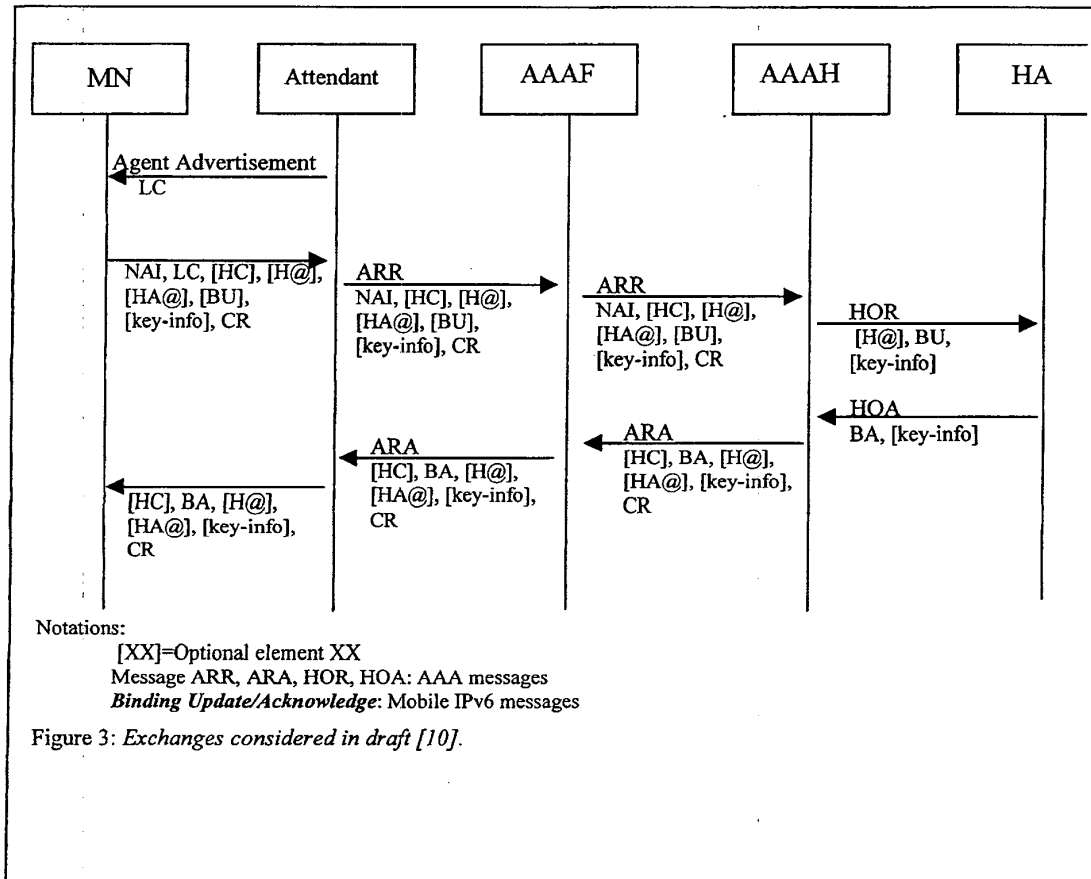 MN
Attendant
AAAF
AAAH
HA
Agent Advertisement
LC
NAI, LC, [HC], [H@],
[HA@], [BU],
[key-info], CR
ARR
NAI, [HC], [H@],
[HA@], [BU],
[key-info], CR
ARR
NAI, [HC], [H@],
[HA@], [BU],
[key-info], CR
HOR
[H@], BU,
[key-info]
HOA
BA, [key-info]
ARA
[HC], BA, [H@],
[HA@], [key-info],
CR
ARA
[HC], BA, [H@],
[HA@], [key-info],
CR
[HC], BA, [H@],
[HA@], [key-info],
CR
Notations:
[XX]=Optional element XX
Message ARR, ARA, HOR, HOA: AAA messages
Binding Update/Acknowledge: Mobile IPv6 messages
Figure 3: Exchanges considered in draft [10].